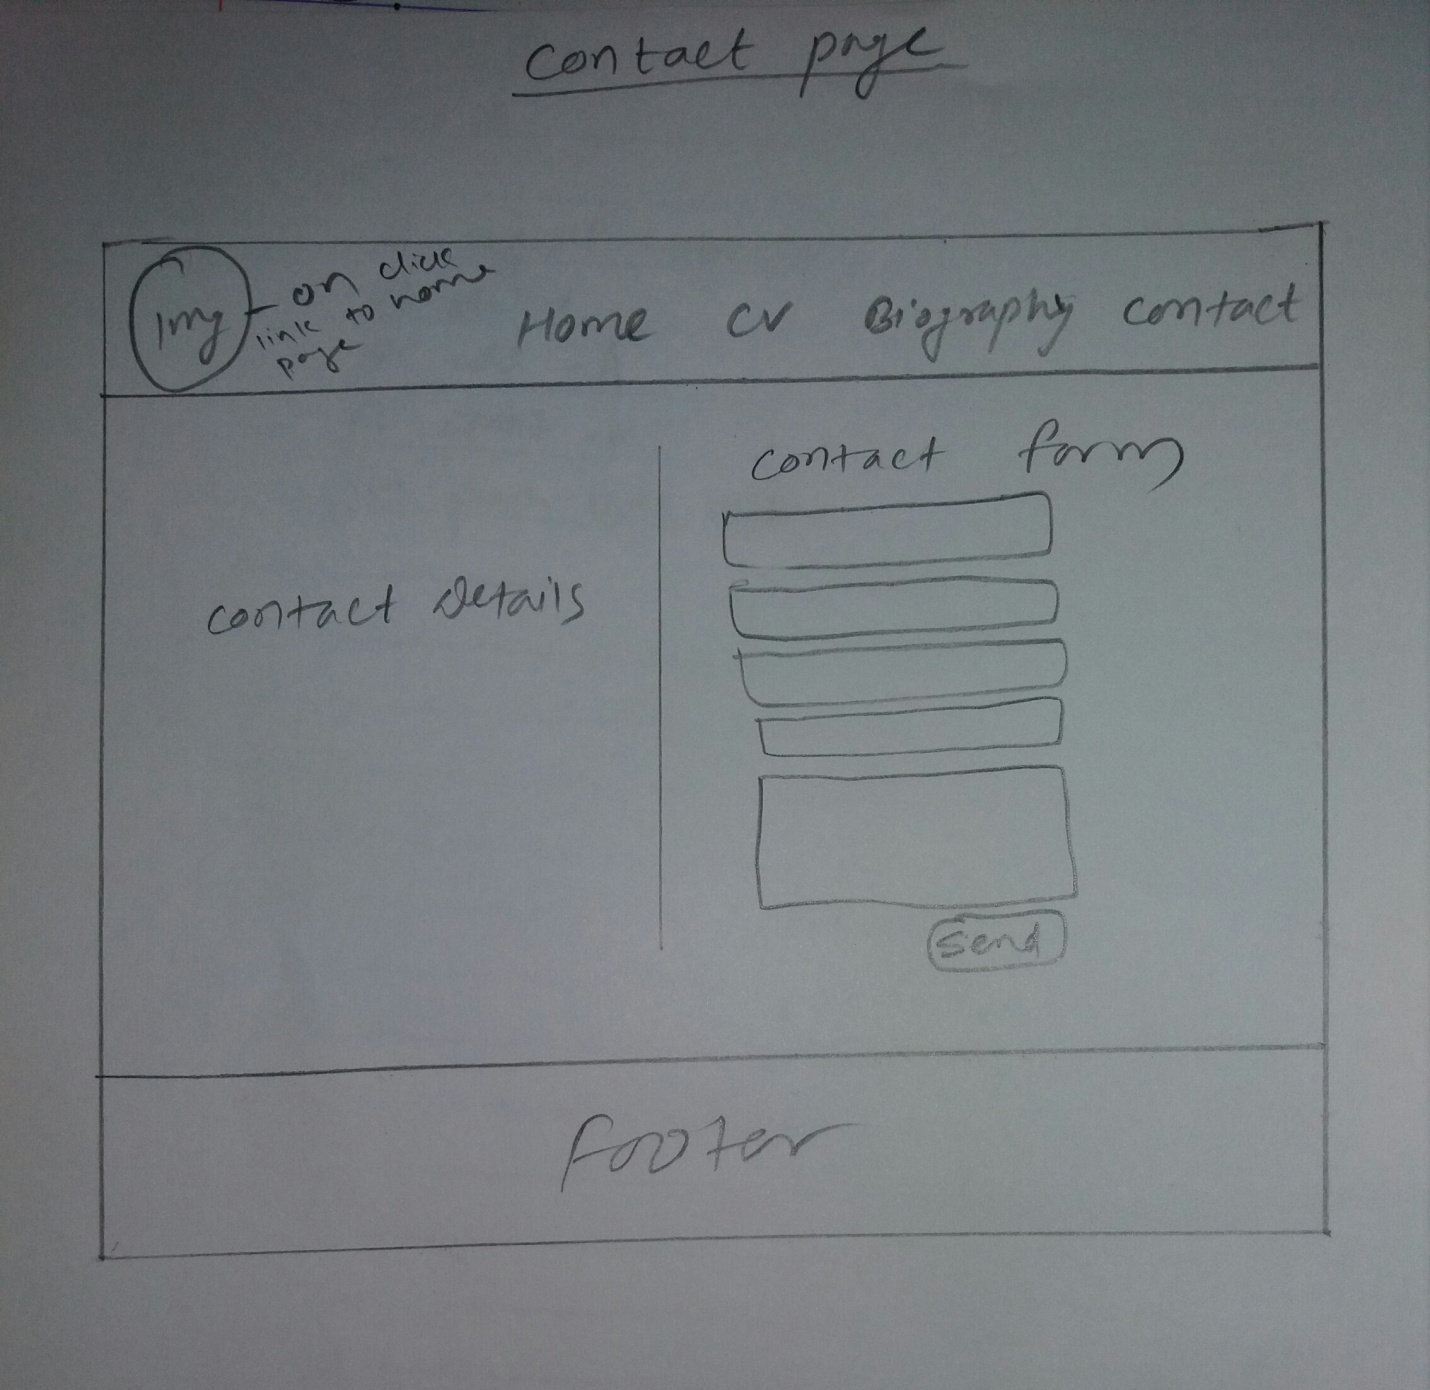 Contact page
Img
on click
link to home
page
Home CV Biography Contact
contact form
contact Details
Send
footer